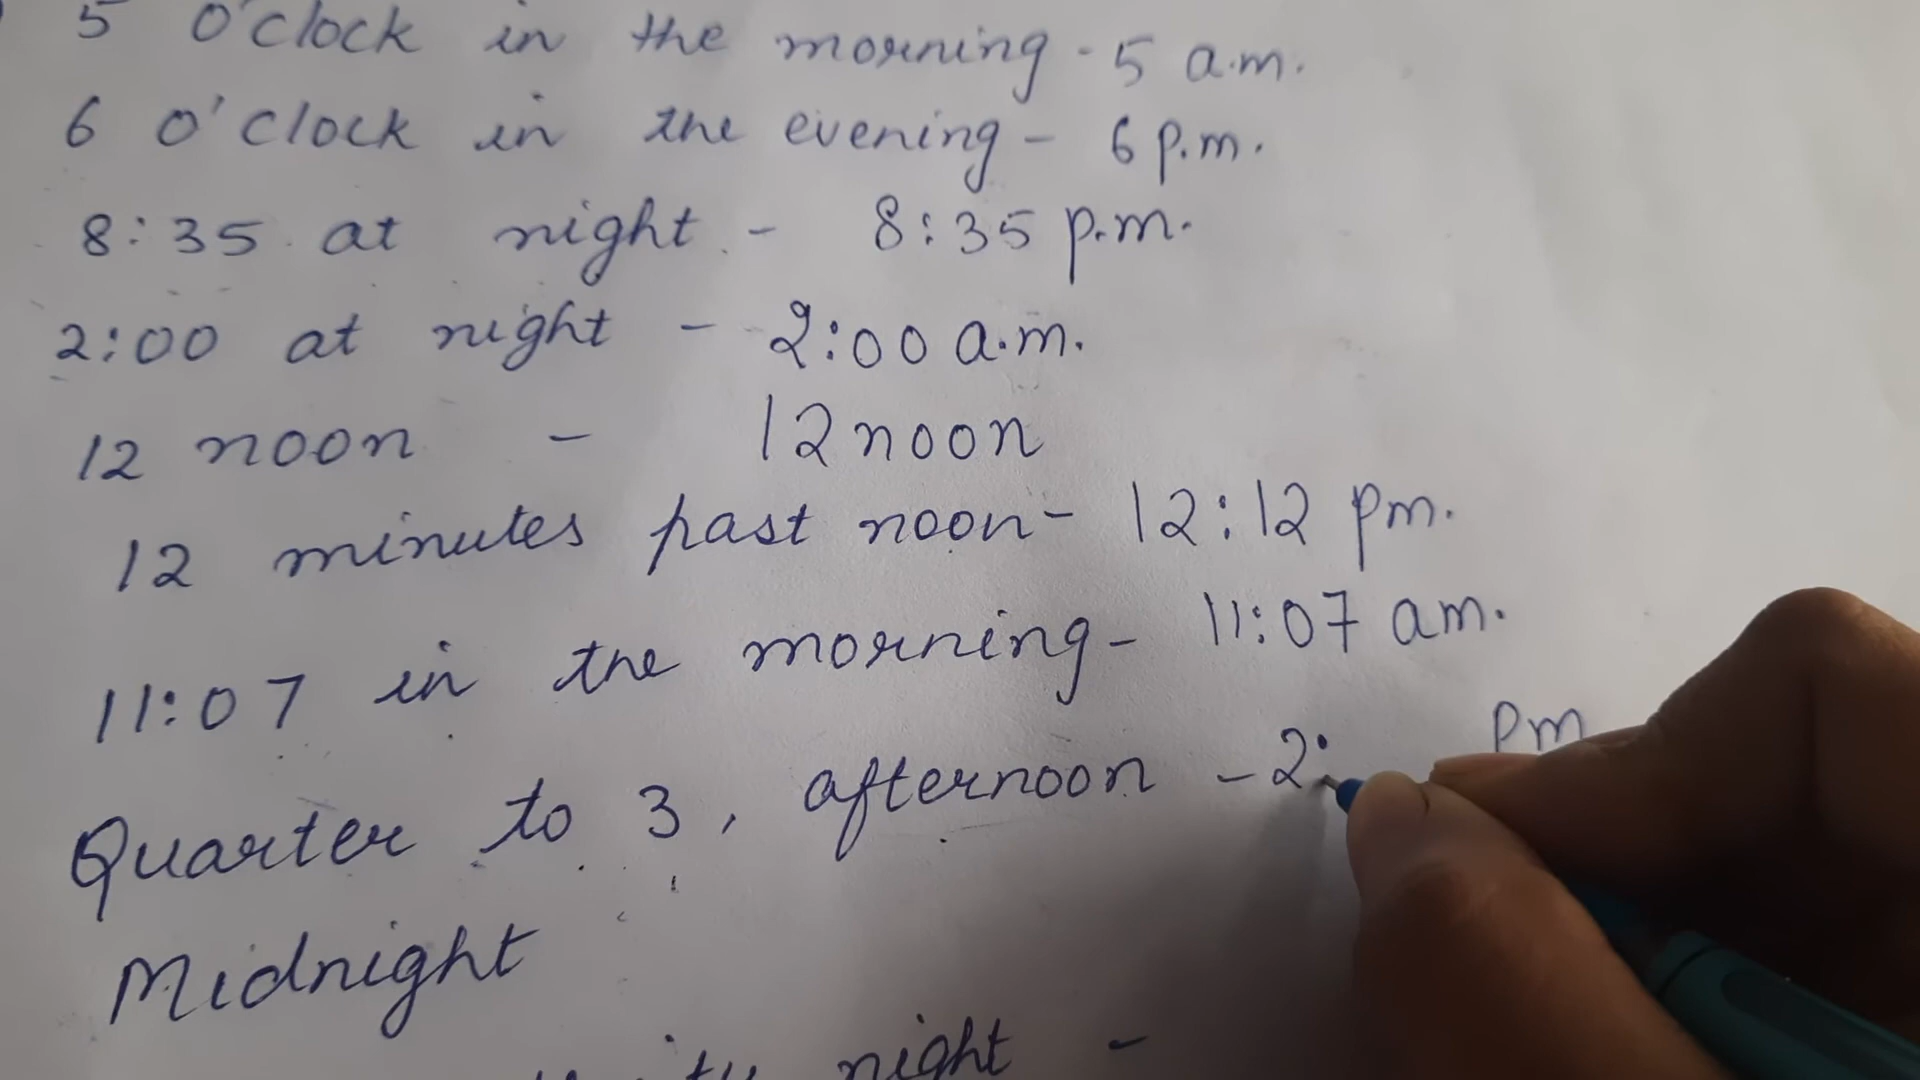 5 O'clock in the morning - 5 a.m.
6 O'clock in the evening - 6 p.m.
8:35 at night - 8:35 p.m.
2:00 at night - 2:00 a.m.
12 noon - 12 noon
12 minutes past noon - 12:12 pm.
11:07 in the morning - 11:07 am.
Quarter to 3, afternoon - 2: pm
Midnight
night -